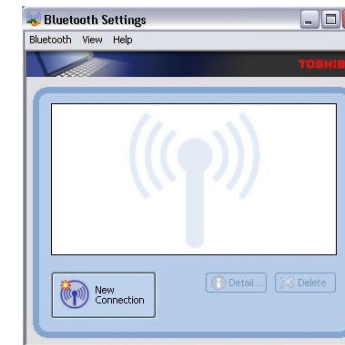 Bluetooth Settings
Bluetooth View Help
TOSHIB
New
Connection
Detail...
Delete